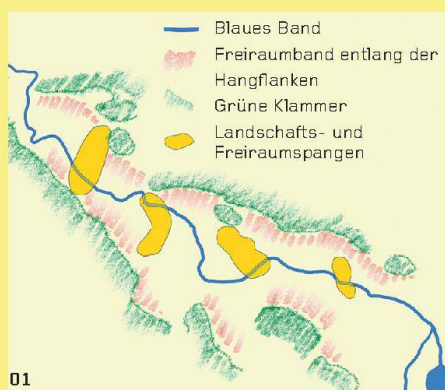 Blaues Band
Freiraumband entlang der
Hangflanken
Grüne Klammer
Landschafts- und
Freiraumspangen
01